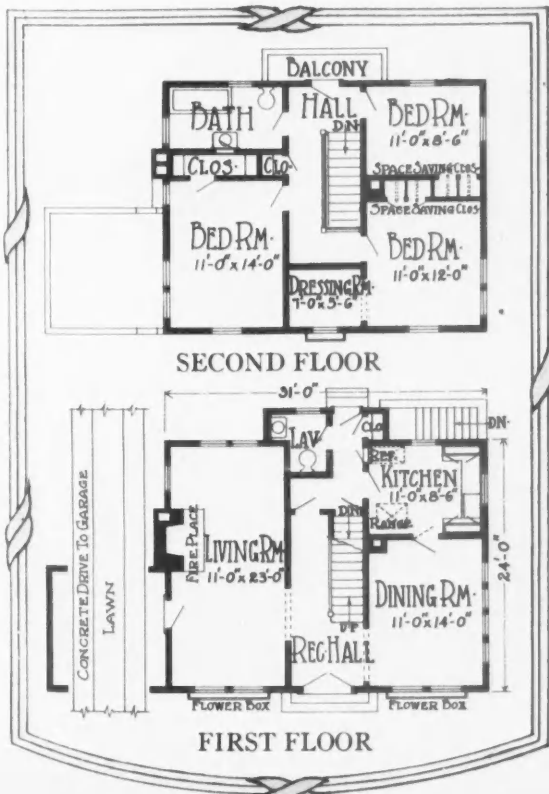 BALCONY
BATH
HALL
DN
BED RM.
11'-0" x 8'-6"
CLOS.
CLO
SPACE SAVING CLOS.
SPACE SAVING CLOS.
BED RM.
11'-0" x 14'-0"
BED RM.
11'-0" x 12'-0"
DRESSING RM.
7'-0" x 5'-6"
SECOND FLOOR
31'-0"
LAV
CLO
DN.
REF.
KITCHEN
11'-0" x 8'-6"
RANGE
DN
CONCRETE DRIVE TO GARAGE
LAWN
FIRE PLACE
LIVING RM.
11'-0" x 23'-0"
24'-0"
DINING RM.
11'-0" x 14'-0"
UP
REC. HALL
FLOWER BOX
FLOWER BOX
FIRST FLOOR